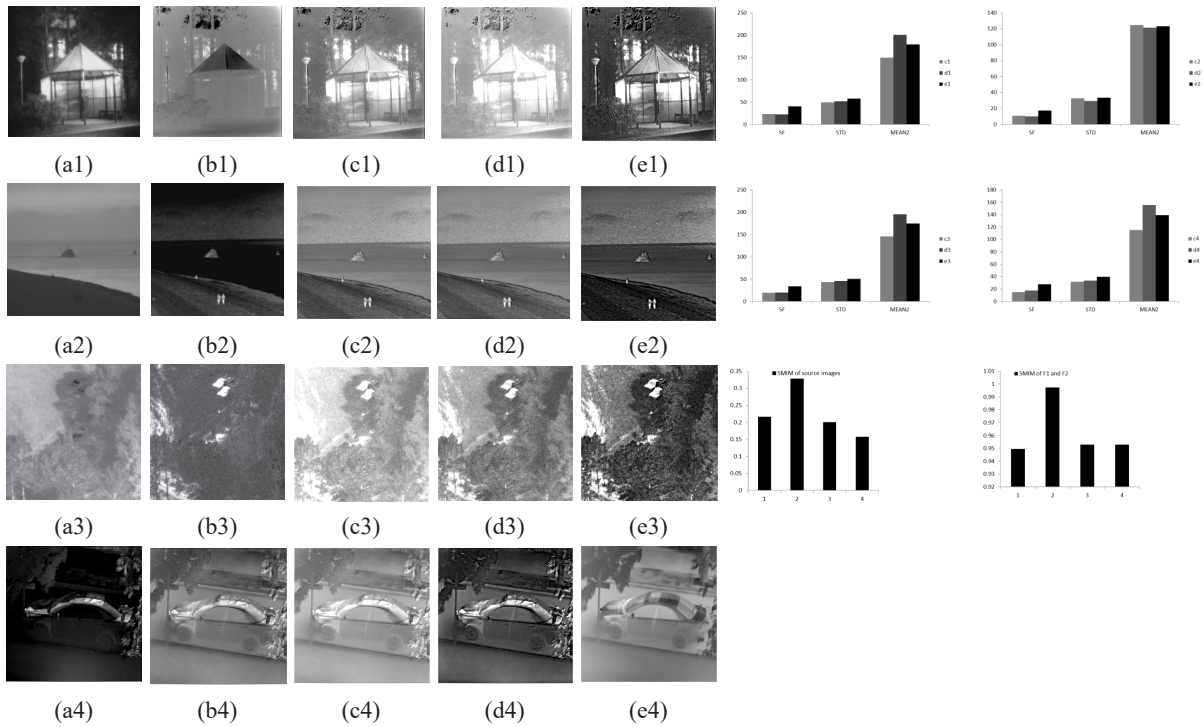 (a1) (b1) (c1) (d1) (e1)
(a2) (b2) (c2) (d2) (e2)
(a3) (b3) (c3) (d3) (e3)
(a4) (b4) (c4) (d4) (e4)
250
200
150
100
50
0
SF STD MEAN2
c1
d1
e1
140
120
100
80
60
40
20
0
SF STD MEAN2
c2
d2
e2
250
200
150
100
50
0
SF STD MEAN2
c3
d3
e3
180
160
140
120
100
80
60
40
20
0
SF STD MEAN2
c4
d4
e4
SMIM of source images
0.35
0.3
0.25
0.2
0.15
0.1
0.05
0
1 2 3 4
SMIM of F1 and F2
1.01
1
0.99
0.98
0.97
0.96
0.95
0.94
0.93
0.92
1 2 3 4